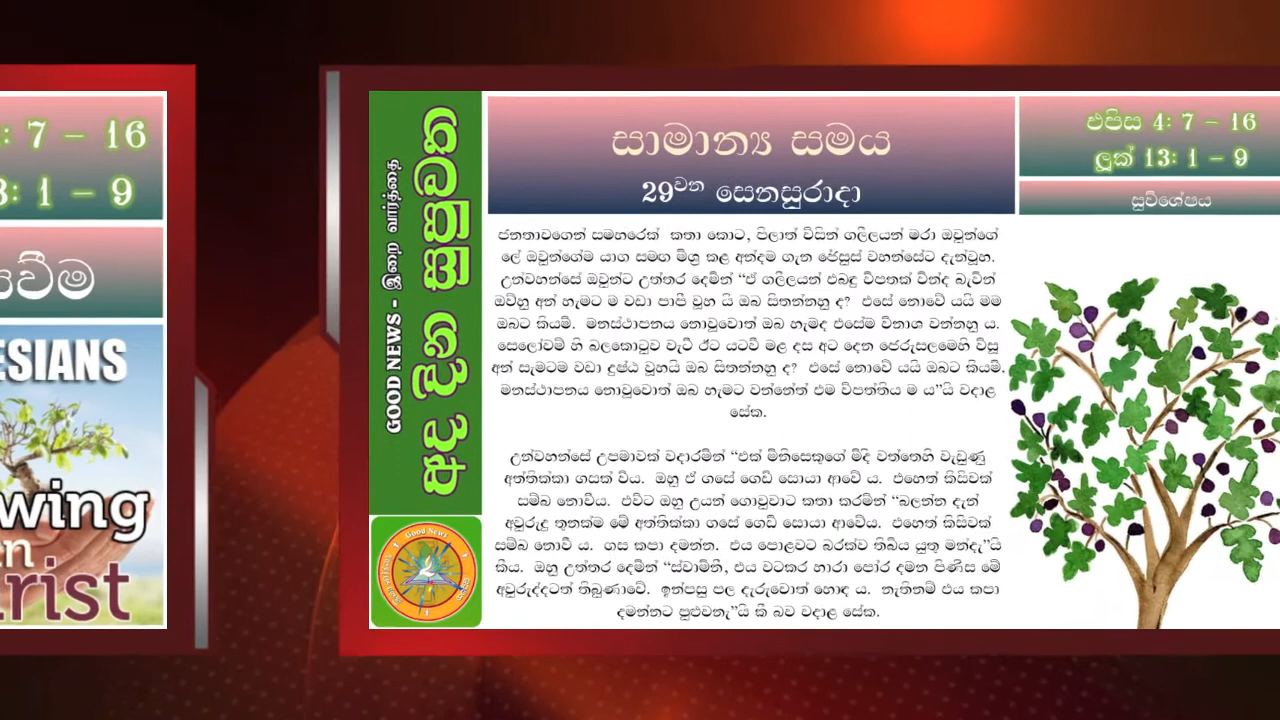 : 7 – 16
: 1 – 9
ESIANS
wing
n
rist
අද දින සුපුවත
GOOD NEWS - இறை வார்த்தை
Good News
සාමාන්‍ය සමය
29වන සෙනසුරාදා
එපිස 4: 7 – 16
ලූක් 13: 1 – 9
සුවිශේෂය
ජනතාවගෙන් සමහරෙක් කතා කොට, පිලාත් විසින් ගලීලයන් මරා ඔවුන්ගේ
ලේ ඔවුන්ගේම යාග සමඟ මිශ්‍ර කළ අන්දම ගැන ජේසුස් වහන්සේට දැන්වූහ.
උන්වහන්සේ ඔවුන්ට උත්තර දෙමින් “ඒ ගලීලයන් එබඳු විපතක් වින්ද බැවින්
ඔව්හු අන් හැමට ම වඩා පාපී වූහ යි ඔබ සිතන්නහු ද? එසේ නොවේ යයි මම
ඔබට කියමි. මනස්ථාපනය නොවූවොත් ඔබ හැමද එසේම විනාශ වන්නහු ය.
සෙලෝවම් හි බලකොටුව වැටී ඊට යටවී මළ දස අට දෙන ජෙරුසලමෙහි විසූ
අන් සැමටම වඩා දුෂ්ඨ වූහයි ඔබ සිතන්නහු ද? එසේ නොවේ යයි ඔබට කියමි.
මනස්ථාපනය නොවූවොත් ඔබ හැමට වන්නේත් එම විපත්තිය ම ය”යි වදාළ
සේක.
උන්වහන්සේ උපමාවක් වදාරමින් “එක් මිනිසෙකුගේ මිදි වත්තෙහි වැඩුණු
අත්තික්කා ගසක් විය. ඔහු ඒ ගසේ ගෙඩි සොයා ආවේ ය. එහෙත් කිසිවක්
සම්බ නොවීය. එවිට ඔහු උයන් ගොවුවාට කතා කරමින් “බලන්න දැන්
අවුරුදු තුනක්ම මේ අත්තික්කා ගසේ ගෙඩි සොයා ආවේය. එහෙත් කිසිවක්
සම්බ නොවී ය. ගස කපා දමන්න. එය පොළවට බරක්ව තිබිය යුතු මන්දැ”යි
කීය. ඔහු උත්තර දෙමින් “ස්වාමිනි, එය වටකර හාරා පෝර දමන පිණිස මේ
අවුරුද්දටත් තිබුණාවේ. ඉන්පසු පල දැරුවොත් හොඳ ය. නැතිනම් එය කපා
දමන්නට පුළුවනැ”යි කී බව වදාළ සේක.